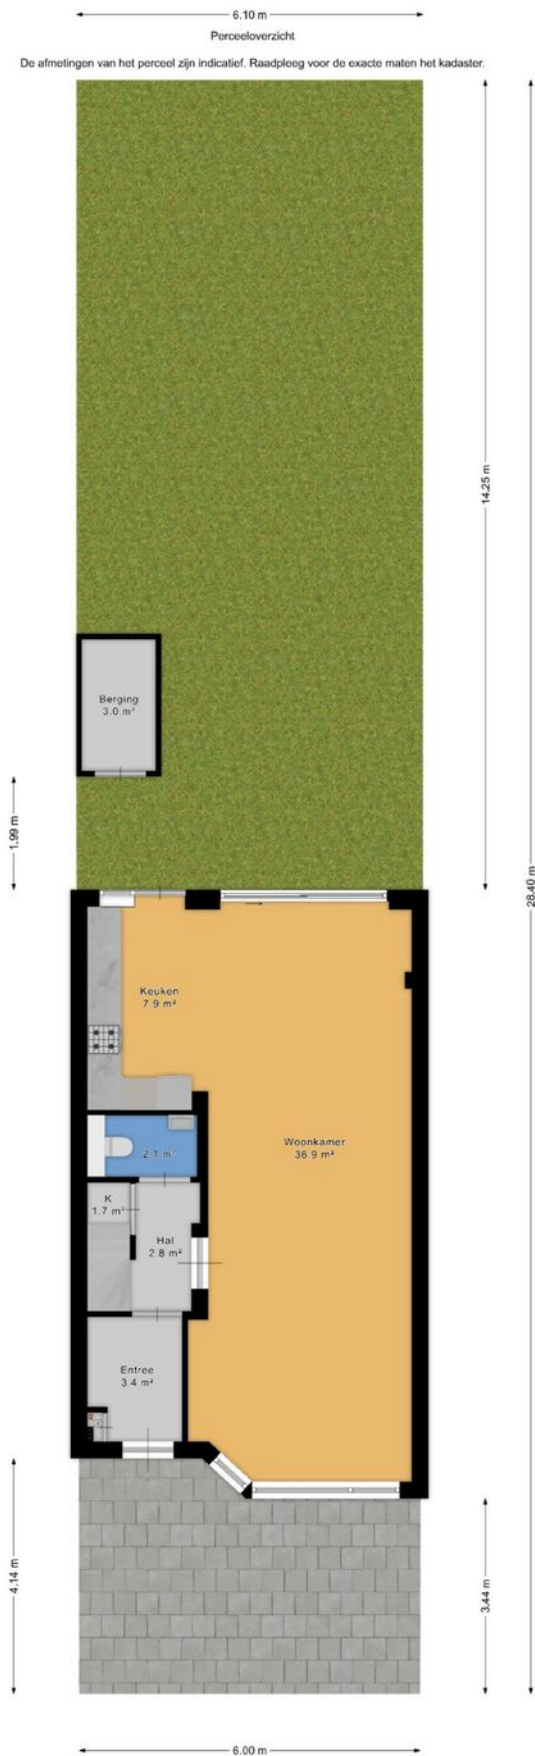 6.10 m
Perceeloverzicht
De afmetingen van het perceel zijn indicatief. Raadpleeg voor de exacte maten het kadaster.
14.25 m
28.40 m
Berging
3.0 m²
1.99 m
Keuken
7.9 m²
Woonkamer
36.9 m²
2.1 m²
K
1.7 m²
Hal
2.8 m²
Entree
3.4 m²
4.14 m
3.44 m
6.00 m